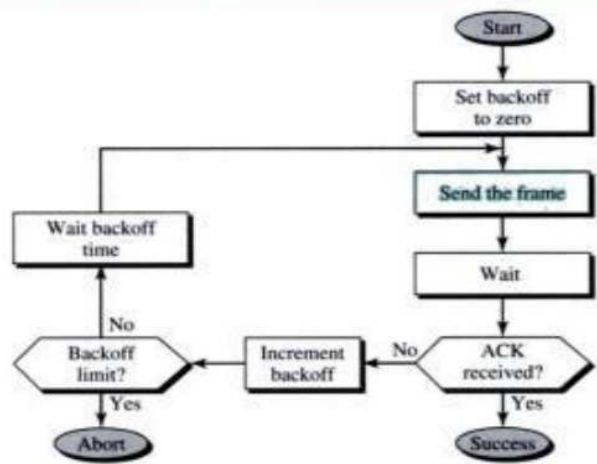 Start
Set backoff
to zero
Send the frame
Wait backoff
time
Wait
No
Backoff
limit?
Increment
backoff
No
ACK
received?
Yes
Yes
Abort
Success